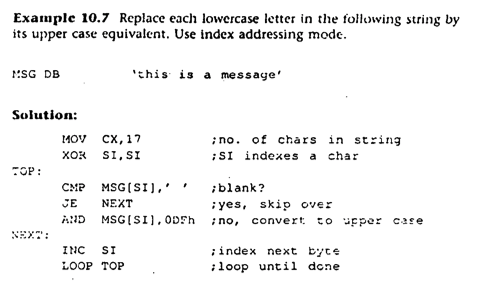 Example 10.7 Replace each lowercase letter in the following string by
its upper case equivalent. Use index addressing mode.
MSG DB 'this is a message'
Solution:
MOV CX,17 ;no. of chars in string
XOR SI,SI ;SI indexes a char
TOP:
CMP MSG[SI],' ' ;blank?
JE NEXT ;yes, skip over
AND MSG[SI],0DFh ;no, convert to upper case
NEXT:
INC SI ;index next byte
LOOP TOP ;loop until done